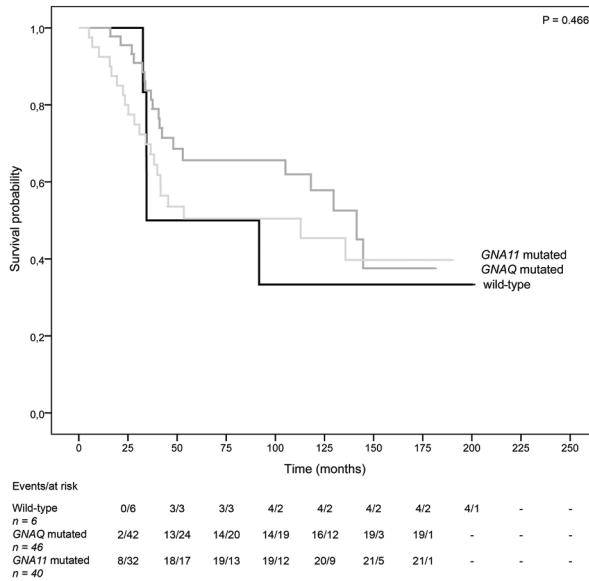 P = 0.466
1,0
0,8
0,6
0,4
0,2
0,0
Survival probability
GNA11 mutated
GNAQ mutated
wild-type
0 25 50 75 100 125 150 175 200 225 250
Time (months)
Events/at risk
Wild-type 0/6 3/3 3/3 4/2 4/2 4/2 4/2 4/1 - -
n = 6
GNAQ mutated 2/42 13/24 14/20 14/19 16/12 19/3 19/1 - - -
n = 46
GNA11 mutated 8/32 18/17 19/13 19/12 20/9 21/5 21/1 - - -
n = 40